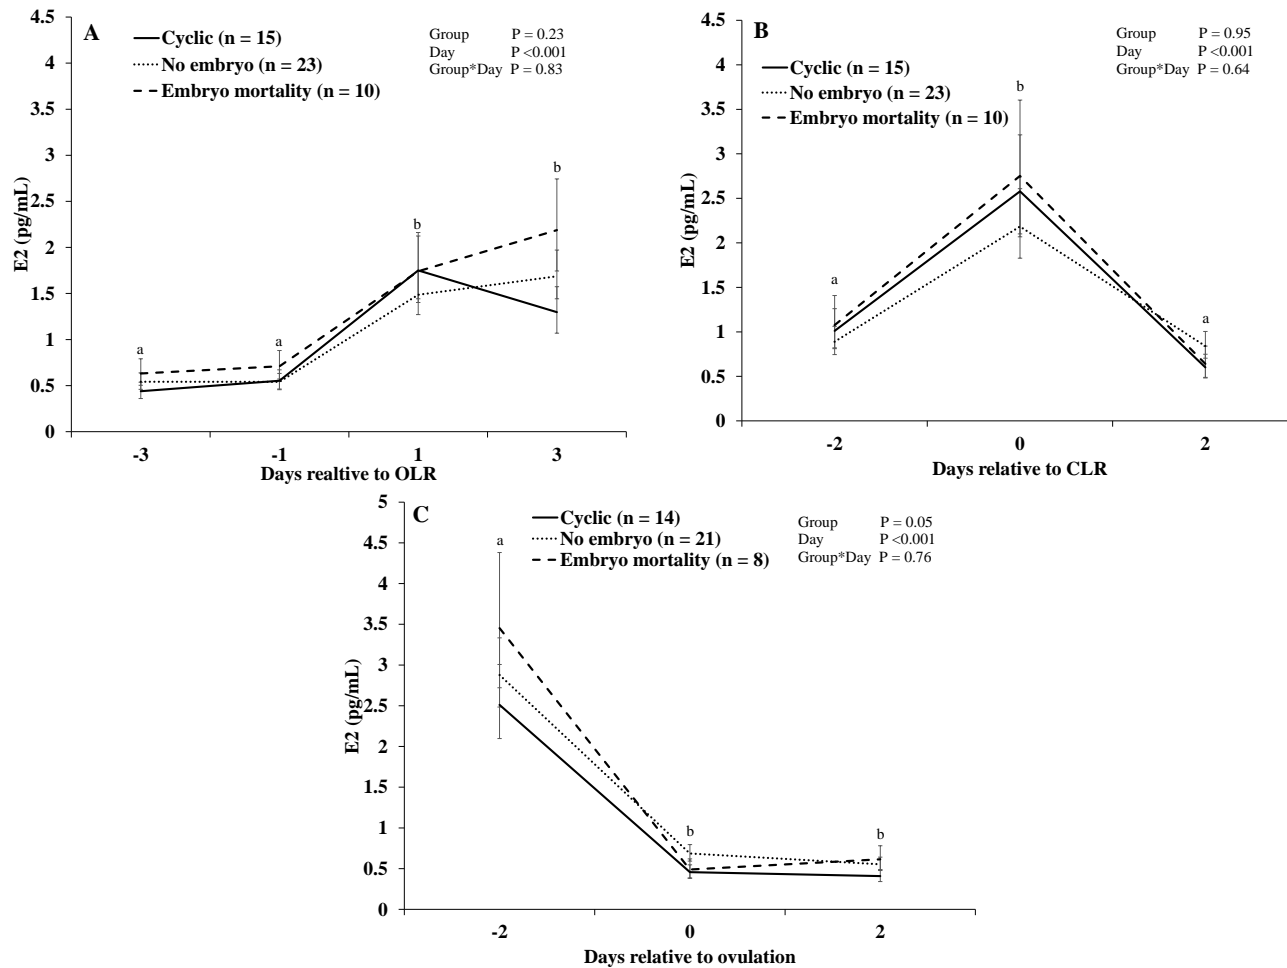 A
Cyclic (n = 15)
No embryo (n = 23)
Embryo mortality (n = 10)
Group P = 0.23
Day P <0.001
Group*Day P = 0.83
4.5
4
3.5
3
2.5
2
1.5
1
0.5
0
E2 (pg/mL)
a
a
b
b
-3
-1
1
3
Days realtive to OLR
B
Cyclic (n = 15)
No embryo (n = 23)
Embryo mortality (n = 10)
Group P = 0.95
Day P <0.001
Group*Day P = 0.64
4.5
4
3.5
3
2.5
2
1.5
1
0.5
0
E2 (pg/mL)
a
b
a
-2
0
2
Days relative to CLR
C
Cyclic (n = 14)
No embryo (n = 21)
Embryo mortality (n = 8)
Group P = 0.05
Day P <0.001
Group*Day P = 0.76
5
4.5
4
3.5
3
2.5
2
1.5
1
0.5
0
E2 (pg/mL)
a
b
b
-2
0
2
Days relative to ovulation